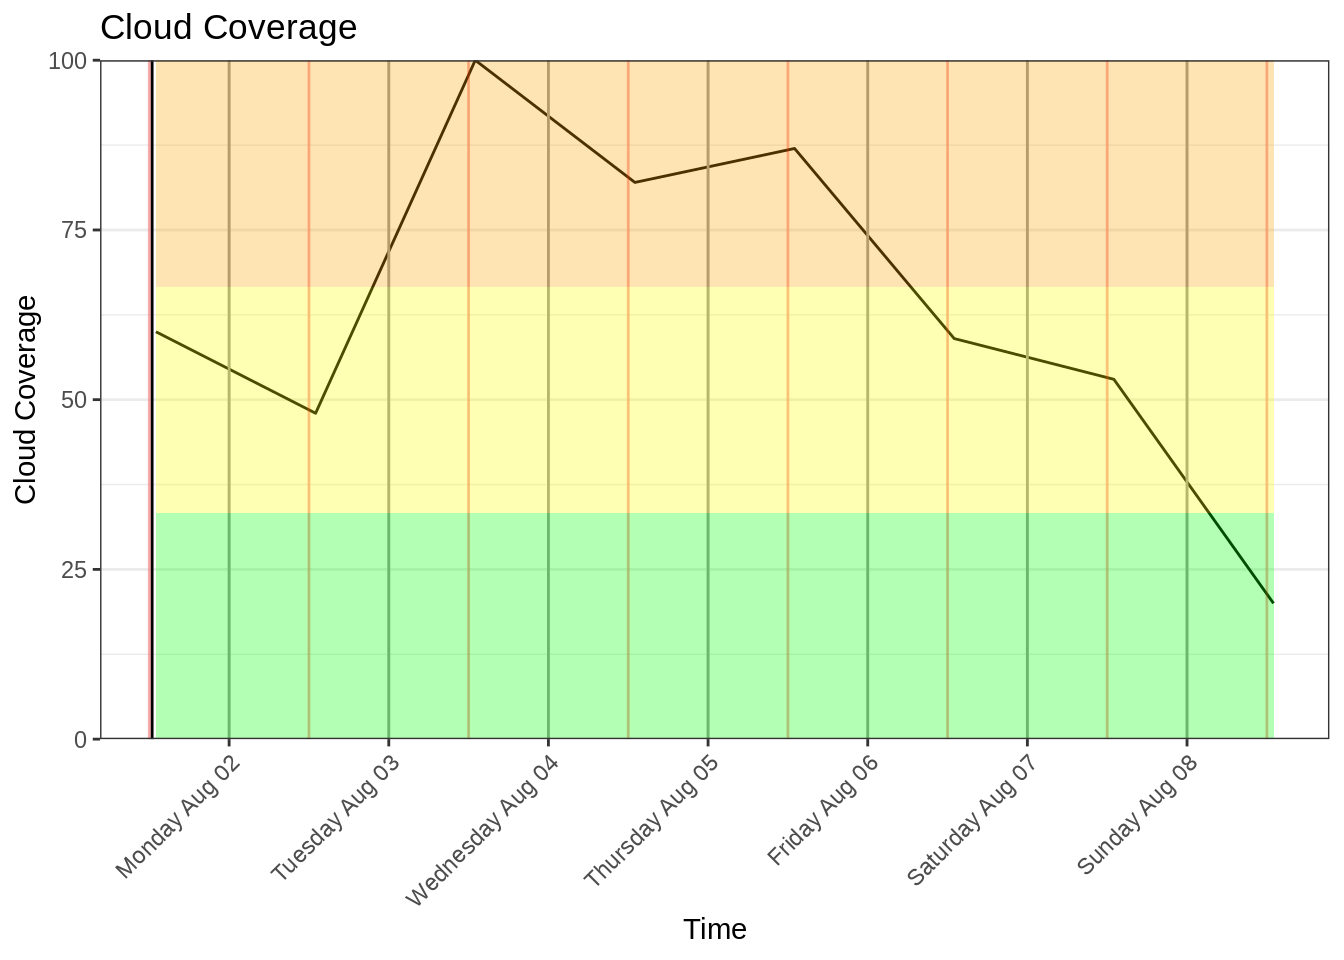 Cloud Coverage
100
75
50
25
0
Cloud Coverage
Monday Aug 02
Tuesday Aug 03
Wednesday Aug 04
Thursday Aug 05
Friday Aug 06
Saturday Aug 07
Sunday Aug 08
Time